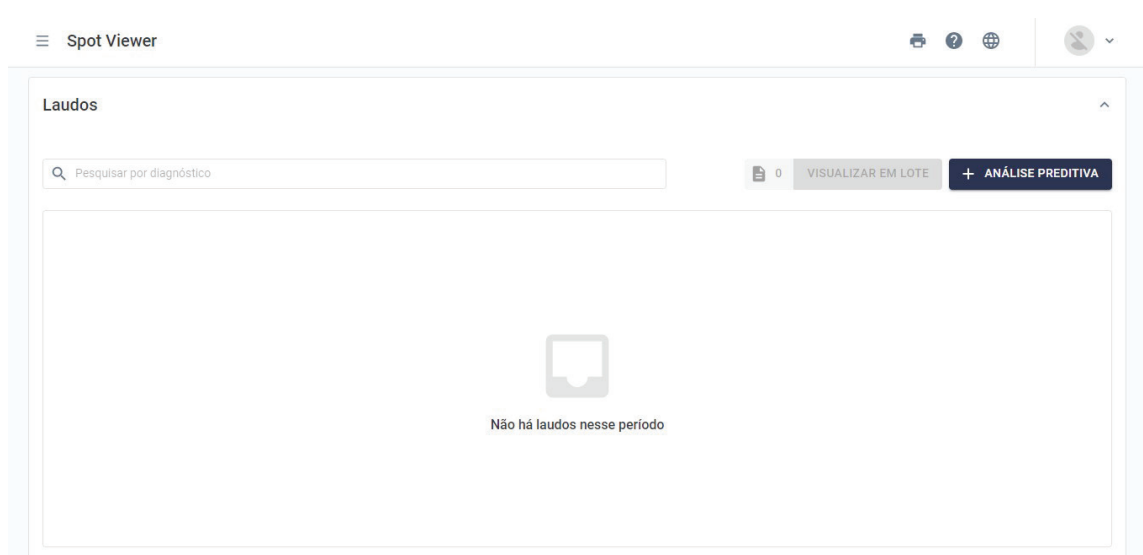 Spot Viewer
Laudos
Pesquisar por diagnóstico
0 VISUALIZAR EM LOTE + ANÁLISE PREDITIVA
Não há laudos nesse período